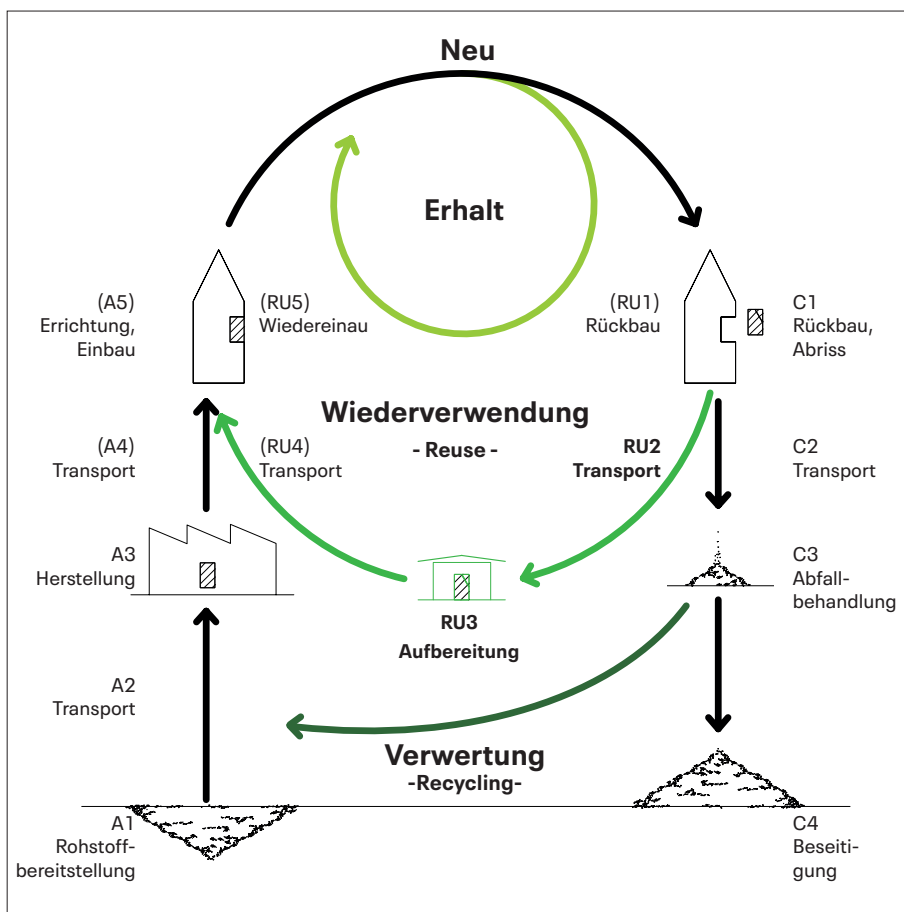 Neu
Erhalt
(A5)
Errichtung,
Einbau
(RU5)
Wiedereinau
(RU1)
Rückbau
C1
Rückbau,
Abriss
Wiederverwendung
- Reuse -
(A4)
Transport
(RU4)
Transport
RU2
Transport
C2
Transport
A3
Herstellung
RU3
Aufbereitung
C3
Abfall-
behandlung
A2
Transport
Verwertung
-Recycling-
A1
Rohstoff-
bereitstellung
C4
Beseiti-
gung